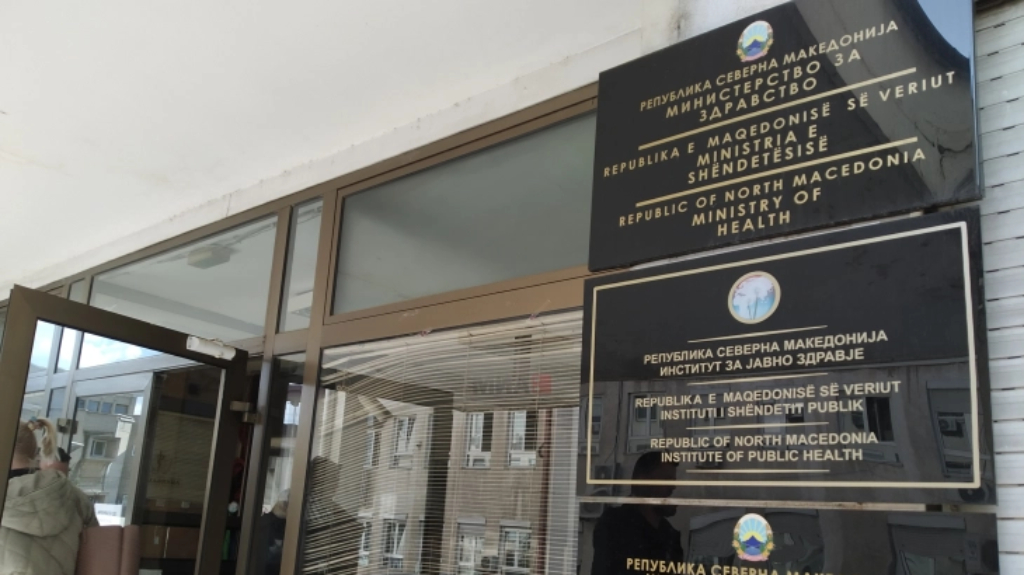 РЕПУБЛИКА СЕВЕРНА МАКЕДОНИЈА
МИНИСТЕРСТВО ЗА
ЗДРАВСТВО
REPUBLIKA E MAQEDONISË SË VERIUT
MINISTRIA E
SHËNDETËSISË
REPUBLIC OF NORTH MACEDONIA
MINISTRY OF
HEALTH
РЕПУБЛИКА СЕВЕРНА МАКЕДОНИЈА
ИНСТИТУТ ЗА ЈАВНО ЗДРАВЈЕ
REPUBLIKA E MAQEDONISË SË VERIUT
INSTITUTI I SHËNDETIT PUBLIK
REPUBLIC OF NORTH MACEDONIA
INSTITUTE OF PUBLIC HEALTH
РЕПУБЛИКА СЕВЕРНА